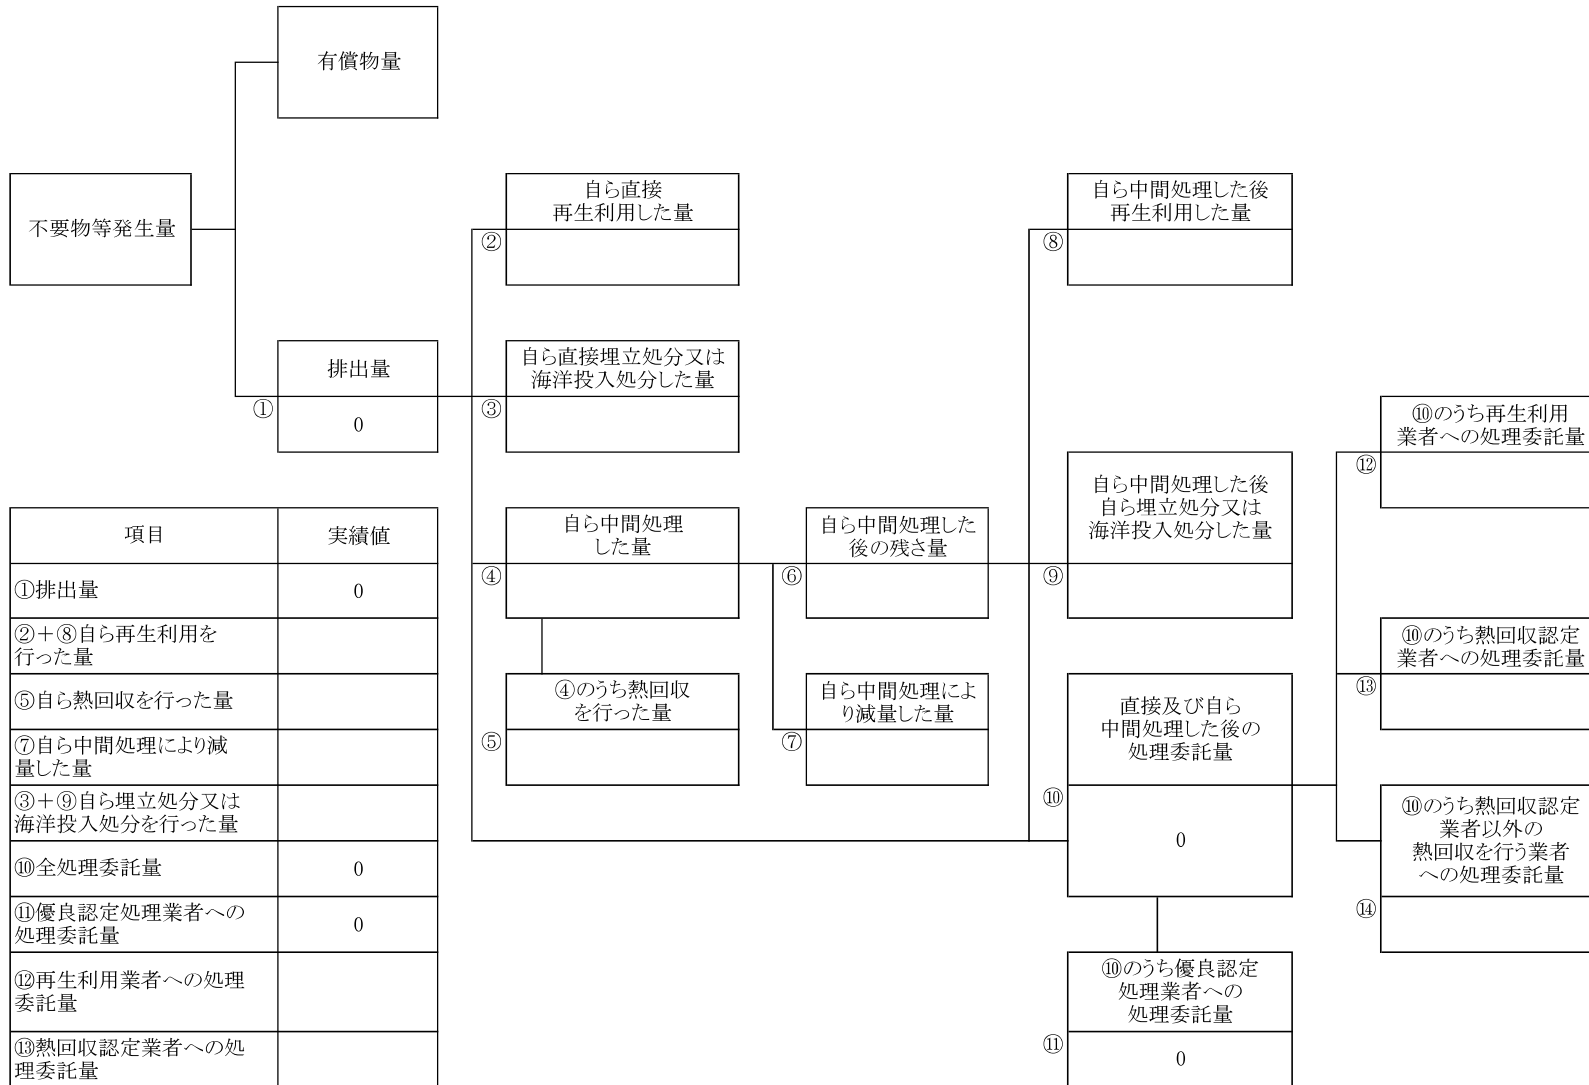 有償物量
不要物等発生量
自ら直接
再生利用した量
②
自ら中間処理した後
再生利用した量
⑧
排出量
①
0
自ら直接埋立処分又は
海洋投入処分した量
③
⑩のうち再生利用
業者への処理委託量
⑫
自ら中間処理
した量
④
自ら中間処理した
後の残さ量
⑥
自ら中間処理した後
自ら埋立処分又は
海洋投入処分した量
⑨
⑩のうち熱回収認定
業者への処理委託量
⑬
④のうち熱回収
を行った量
⑤
自ら中間処理によ
り減量した量
⑦
直接及び自ら
中間処理した後の
処理委託量
⑩
0
⑩のうち熱回収認定
業者以外の
熱回収を行う業者
への処理委託量
⑭
⑩のうち優良認定
処理業者への
処理委託量
⑪
0
項目 実績値
①排出量 0
②+⑧自ら再生利用を
行った量
⑤自ら熱回収を行った量
⑦自ら中間処理により減
量した量
③+⑨自ら埋立処分又は
海洋投入処分を行った量
⑩全処理委託量 0
⑪優良認定処理業者への
処理委託量 0
⑫再生利用業者への処理
委託量
⑬熱回収認定業者への処
理委託量